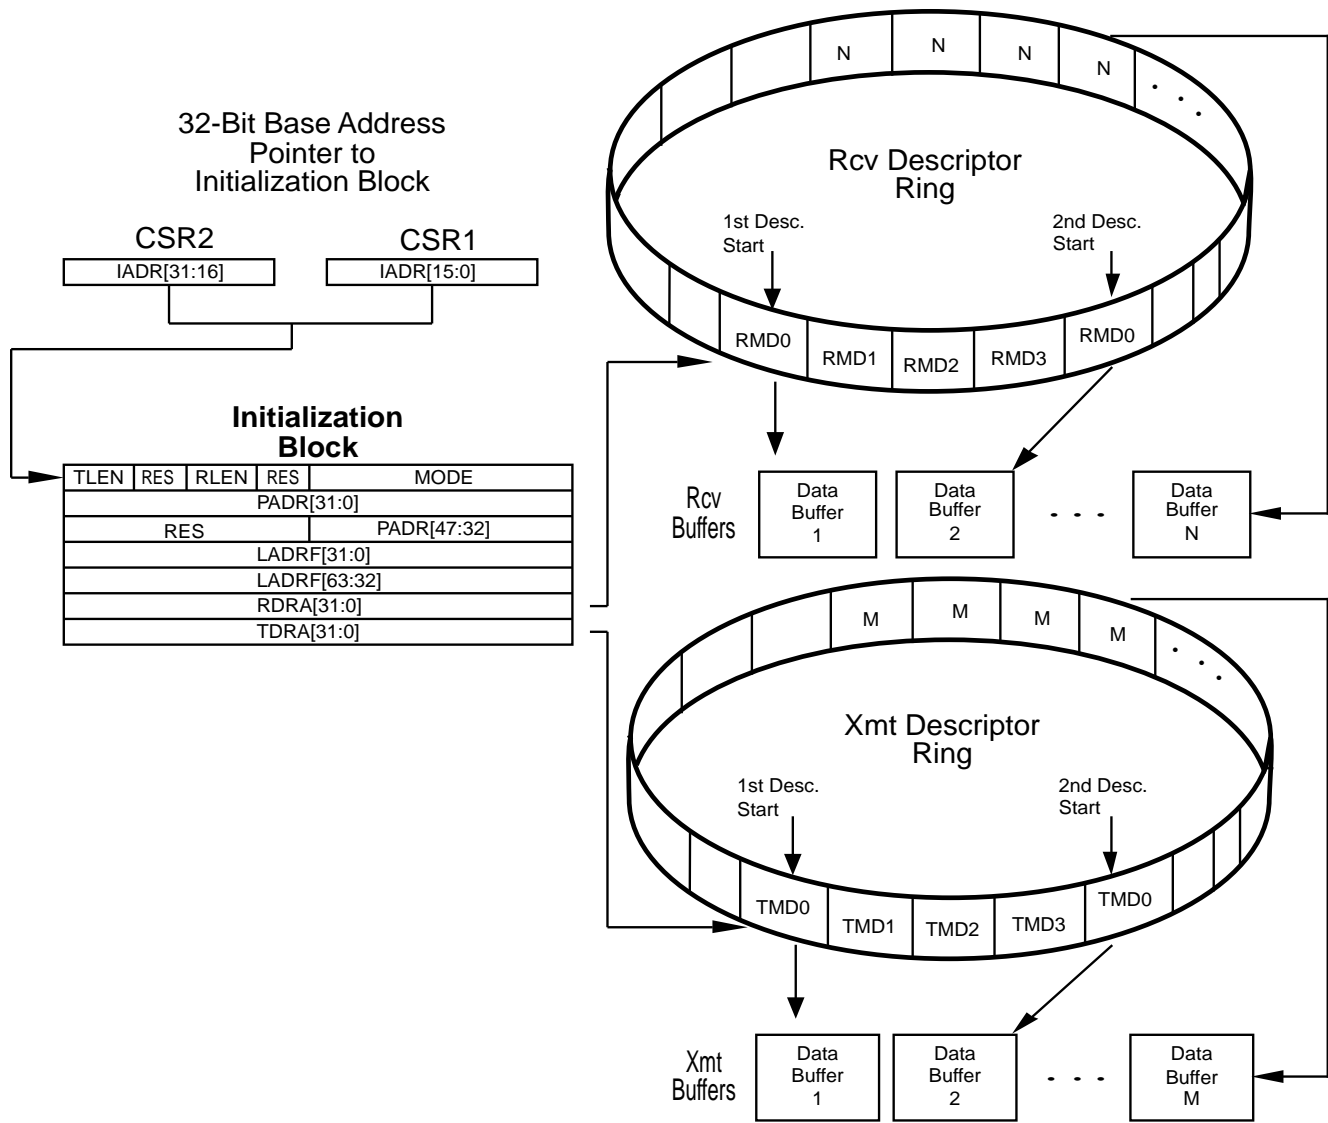 N N N N . . .
32-Bit Base Address
Pointer to
Initialization Block
Rcv Descriptor
Ring
CSR2 CSR1
IADR[31:16] IADR[15:0]
1st Desc.
Start
2nd Desc.
Start
RMD0 RMD1 RMD2 RMD3 RMD0
Initialization
Block
TLEN RES RLEN RES MODE
PADR[31:0]
RES PADR[47:32]
LADRF[31:0]
LADRF[63:32]
RDRA[31:0]
TDRA[31:0]
Rcv
Buffers
Data
Buffer
1
Data
Buffer
2
. . .
Data
Buffer
N
M M M M . . .
Xmt Descriptor
Ring
1st Desc.
Start
2nd Desc.
Start
TMD0 TMD1 TMD2 TMD3 TMD0
Xmt
Buffers
Data
Buffer
1
Data
Buffer
2
. . .
Data
Buffer
M